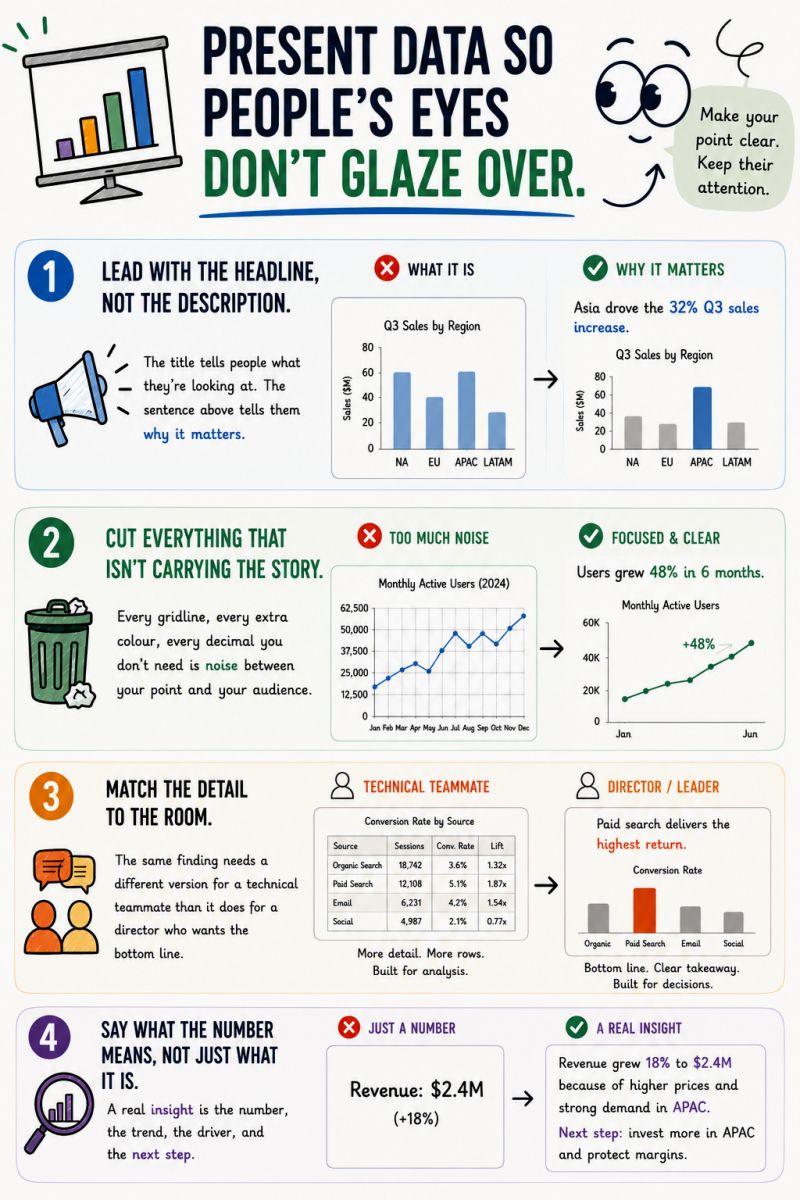 PRESENT DATA SO
PEOPLE'S EYES
DON'T GLAZE OVER.
Make your
point clear.
Keep their
attention.
1
LEAD WITH THE HEADLINE,
NOT THE DESCRIPTION.
The title tells people what
they're looking at. The
sentence above tells them
why it matters.
WHAT IT IS
Q3 Sales by Region
Sales ($M)
80
60
40
20
0
NA EU APAC LATAM
WHY IT MATTERS
Asia drove the 32% Q3 sales
increase.
Q3 Sales by Region
Sales ($M)
80
60
40
20
0
NA EU APAC LATAM
2
CUT EVERYTHING THAT
ISN'T CARRYING THE STORY.
Every gridline, every extra
colour, every decimal you
don't need is noise between
your point and your audience.
TOO MUCH NOISE
Monthly Active Users (2024)
62,500
50,000
37,500
25,000
12,500
0
Jan Feb Mar Apr May Jun Jul Aug Sep Oct Nov Dec
FOCUSED & CLEAR
Users grew 48% in 6 months.
Monthly Active Users
60K
40K
20K
0
+48%
Jan Jun
3
MATCH THE DETAIL
TO THE ROOM.
The same finding needs a
different version for a technical
teammate than it does for a
director who wants the
bottom line.
TECHNICAL TEAMMATE
Conversion Rate by Source
Source Sessions Conv. Rate Lift
Organic Search 18,742 3.6% 1.32x
Paid Search 12,108 5.1% 1.87x
Email 6,231 4,2% 1.54x
Social 4,987 2.1% 0.77x
More detail. More rows.
Built for analysis.
DIRECTOR / LEADER
Paid search delivers the
highest return.
Conversion Rate
Organic Paid Search Email Social
Bottom line. Clear takeaway.
Built for decisions.
4
SAY WHAT THE NUMBER
MEANS, NOT JUST WHAT
IT IS.
A real insight is the number,
the trend, the driver, and
the next step.
JUST A NUMBER
Revenue: $2.4M
(+18%)
A REAL INSIGHT
Revenue grew 18% to $2.4M
because of higher prices and
strong demand in APAC.
Next step: invest more in APAC
and protect margins.